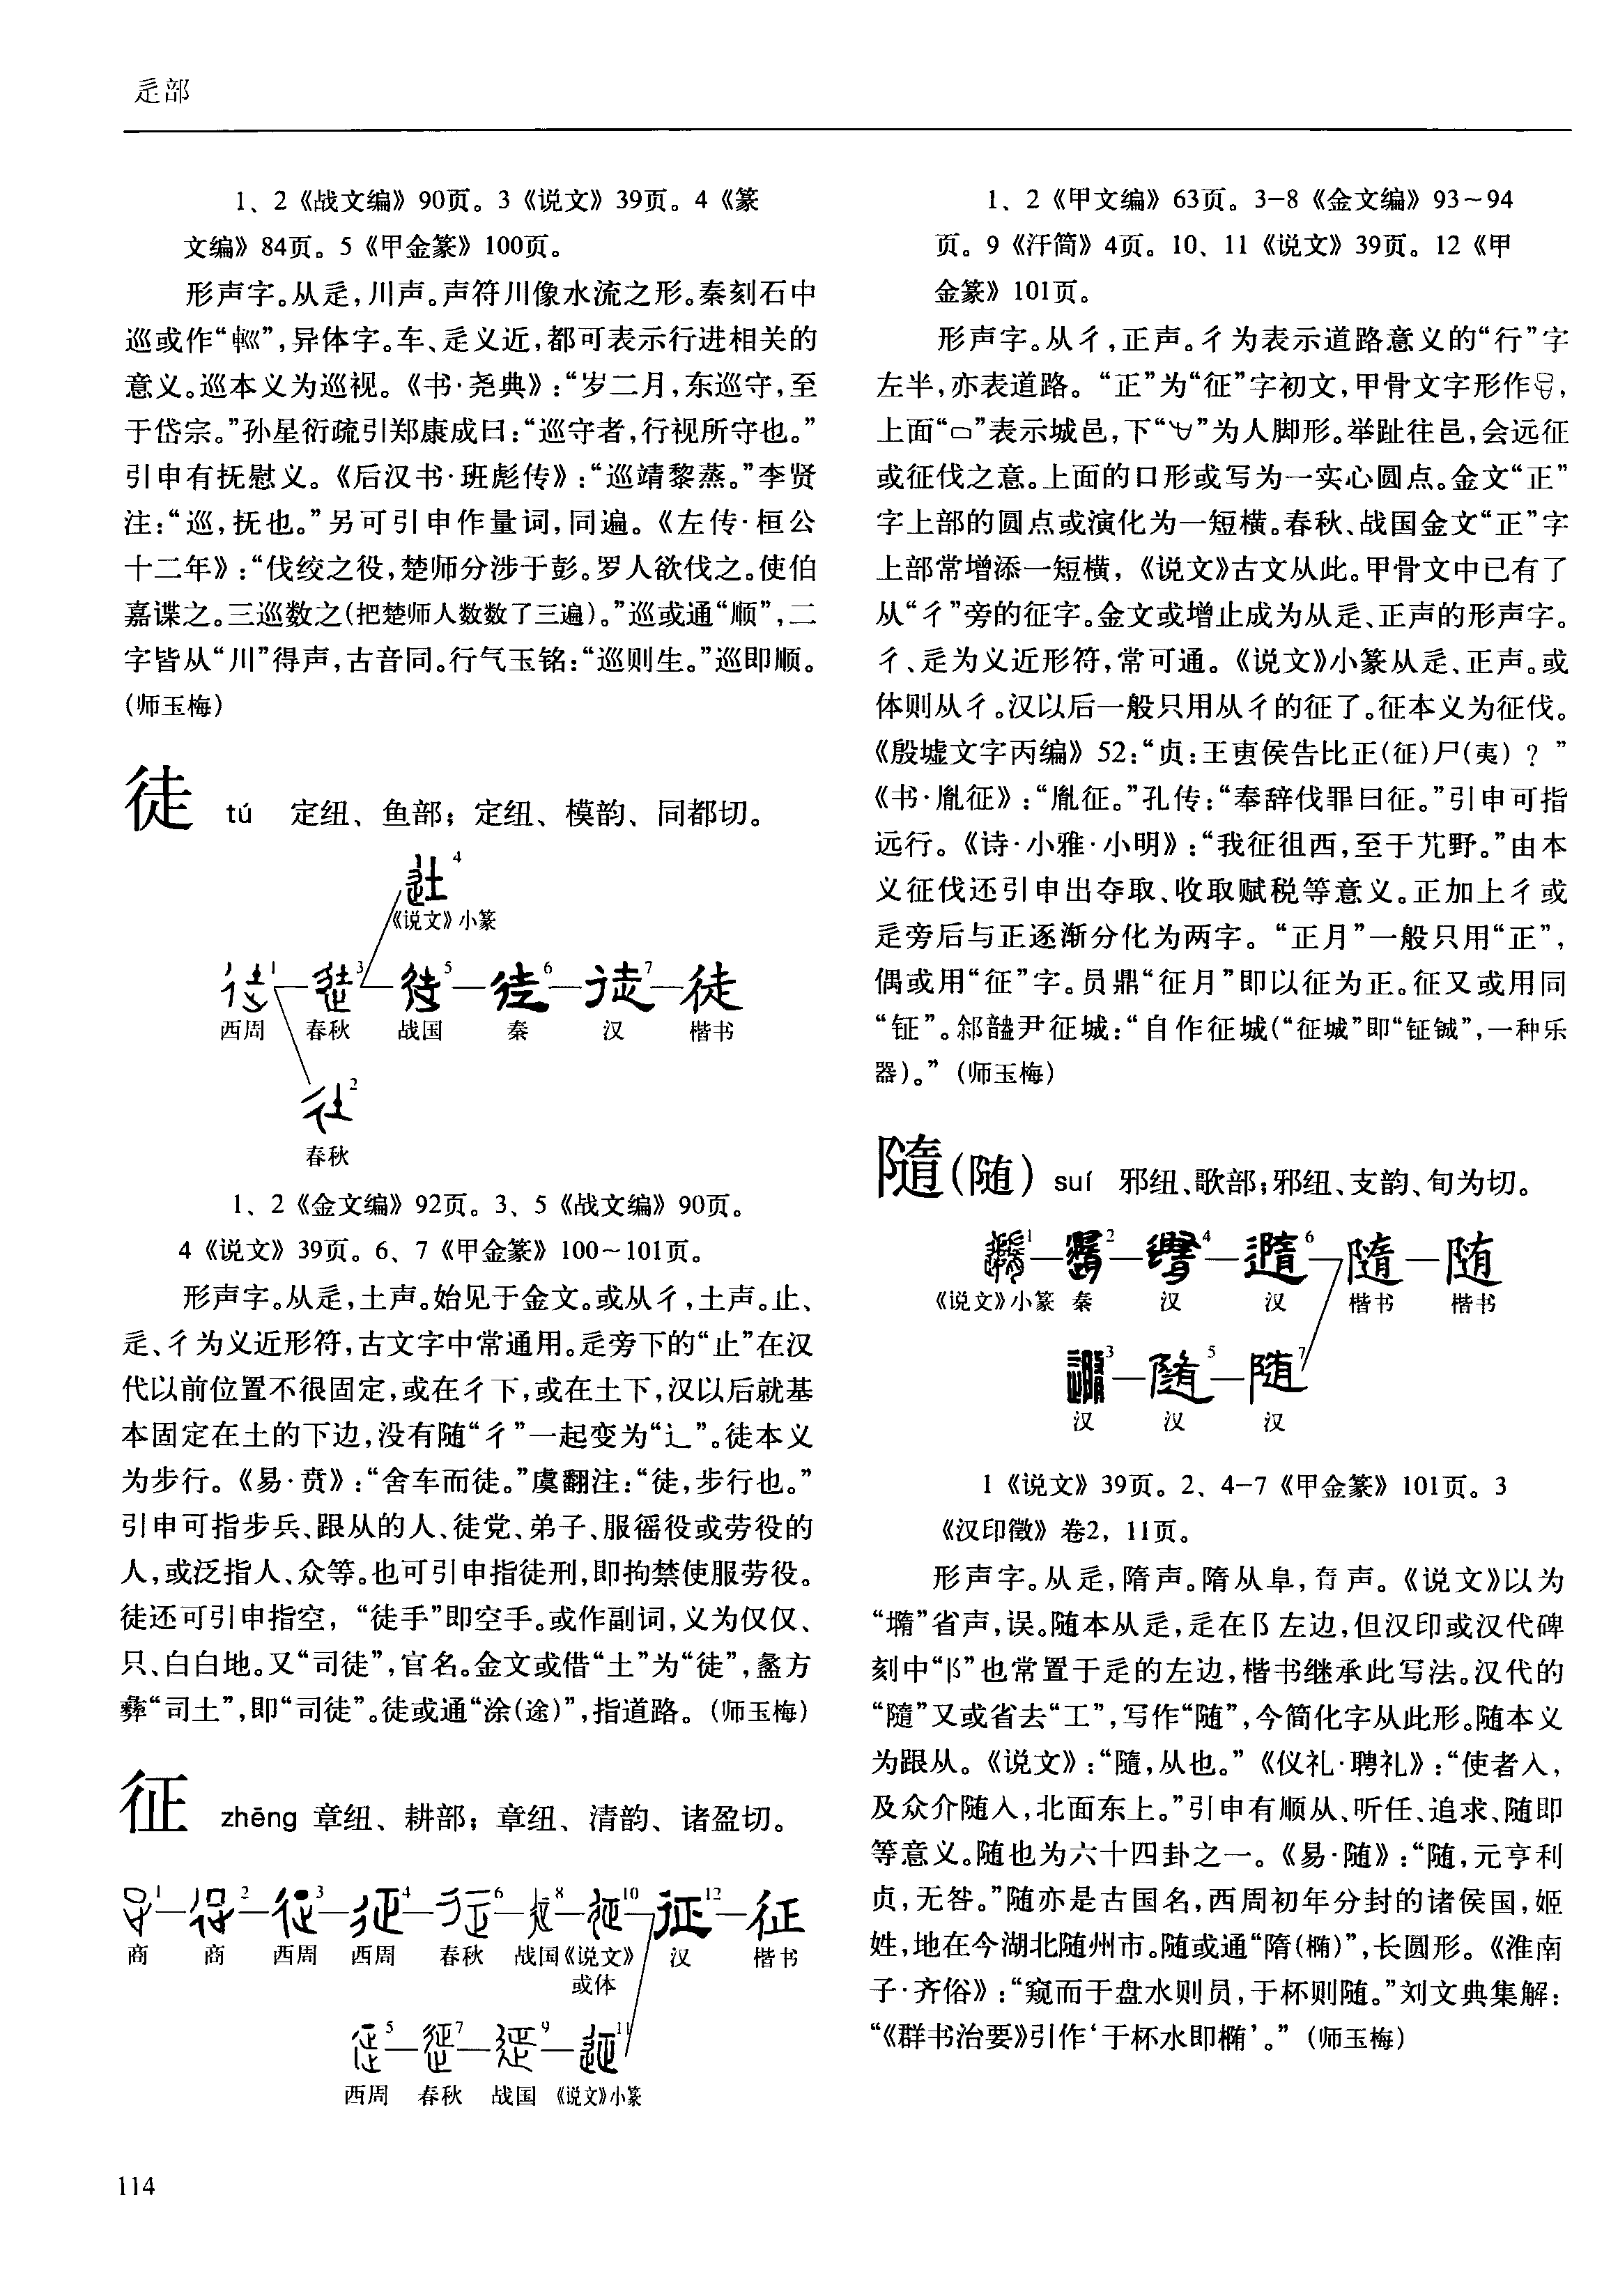 辵部
1、2《战文编》90页。3《说文》39页。4《篆
文编》84页。5《甲金篆》100页。
形声字。从辵，川声。声符川像水流之形。秦刻石中
巡或作“”，异体字。车、辵义近，都可表示行进相关的
意义。巡本义为巡视。《书·尧典》：“岁二月，东巡守，至
于岱宗。”孙星衍疏引郑康成曰：“巡守者，行视所守也。”
引申有抚慰义。《后汉书·班彪传》：“巡靖黎蒸。”李贤
注：“巡，抚也。”另可引申作量词，同遍。《左传·桓公
十二年》：“伐绞之役，楚师分涉于彭。罗人欲伐之。使伯
嘉谍之。三巡数之（把楚师人数数了三遍）。”巡或通“顺”，二
字皆从“川”得声，古音同。行气玉铭：“巡则生。”巡即顺。
（师玉梅）
徒 tú 定纽、鱼部；定纽、模韵、同都切。
4
《说文》小篆
1 3 5 6 7 徒
西周 春秋 战国 秦 汉 楷书
2
春秋
1、2《金文编》92页。3、5《战文编》90页。
4《说文》39页。6、7《甲金篆》100～101页。
形声字。从辵，土声。始见于金文。或从彳，土声。止、
辵、彳为义近形符，古文字中常通用。辵旁下的“止”在汉
代以前位置不很固定，或在彳下，或在土下，汉以后就基
本固定在土的下边，没有随“彳”一起变为“辶”。徒本义
为步行。《易·贲》：“舍车而徒。”虞翻注：“徒，步行也。”
引申可指步兵、跟从的人、徒党、弟子、服徭役或劳役的
人，或泛指人、众等。也可引申指徒刑，即拘禁使服劳役。
徒还可引申指空，“徒手”即空手。或作副词，义为仅仅、
只、白白地。又“司徒”，官名。金文或借“土”为“徒”，盠方
彝“司土”，即“司徒”。徒或通“涂（途）”，指道路。（师玉梅）
征 zhēng 章纽、耕部；章纽、清韵、诸盈切。
1 2 3 4 6 8 10 12 征
商 商 西周 西周 春秋 战国 《说文》 汉 楷书
或体
5 7 9 11
西周 春秋 战国 《说文》小篆
114
1、2《甲文编》63页。3-8《金文编》93～94
页。9《汗简》4页。10、11《说文》39页。12《甲
金篆》101页。
形声字。从彳，正声。彳为表示道路意义的“行”字
左半，亦表道路。“正”为“征”字初文，甲骨文字形作，
上面“口”表示城邑，下“”为人脚形。举趾往邑，会远征
或征伐之意。上面的口形或写为一实心圆点。金文“正”
字上部的圆点或演化为一短横。春秋、战国金文“正”字
上部常增添一短横，《说文》古文从此。甲骨文中已有了
从“彳”旁的征字。金文或增止成为从辵、正声的形声字。
彳、辵为义近形符，常可通。《说文》小篆从辵、正声。或
体则从彳。汉以后一般只用从彳的征了。征本义为征伐。
《殷墟文字丙编》52：“贞：王叀侯告比正（征）尸（夷）？”
《书·胤征》：“胤征。”孔传：“奉辞伐罪曰征。”引申可指
远行。《诗·小雅·小明》：“我征徂西，至于艽野。”由本
义征伐还引申出夺取、收取赋税等意义。正加上彳或
辵旁后与正逐渐分化为两字。“正月”一般只用“正”，
偶或用“征”字。员鼎“征月”即以征为正。征又或用同
“钲”。䣄尹征城：“自作征城（“征城”即“钲铖”，一种乐
器）。”（师玉梅）
隨（随） suí 邪纽、歌部；邪纽、支韵、旬为切。
1 2 4 6 隨 随
《说文》小篆 秦 汉 汉 楷书 楷书
3 5 7
汉 汉 汉
1《说文》39页。2、4-7《甲金篆》101页。3
《汉印徵》卷2，11页。
形声字。从辵，隋声。隋从阜，㒸声。《说文》以为
“墮”省声，误。随本从辵，辵在阝左边，但汉印或汉代碑
刻中“阝”也常置于辵的左边，楷书继承此写法。汉代的
“隨”又或省去“工”，写作“随”，今简化字从此形。随本义
为跟从。《说文》：“隨，从也。”《仪礼·聘礼》：“使者入，
及众介随入，北面东上。”引申有顺从、听任、追求、随即
等意义。随也为六十四卦之一。《易·随》：“随，元亨利
贞，无咎。”随亦是古国名，西周初年分封的诸侯国，姬
姓，地在今湖北随州市。随或通“隋（椭）”，长圆形。《淮南
子·齐俗》：“窥面于盘水则员，于杯则随。”刘文典集解：
“《群书治要》引作‘于杯水即椭’。”（师玉梅）